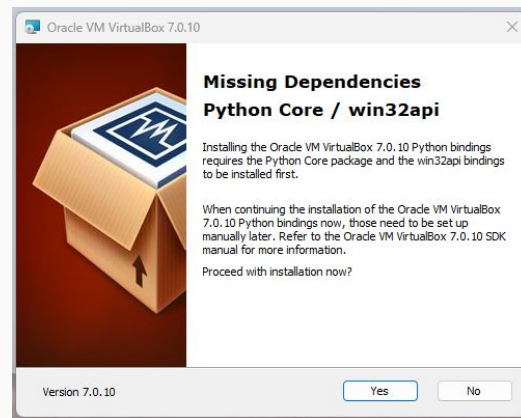 Oracle VM VirtualBox 7.0.10
Missing Dependencies
Python Core / win32api
Installing the Oracle VM VirtualBox 7.0.10 Python bindings
requires the Python Core package and the win32api bindings
to be installed first.
When continuing the installation of the Oracle VM VirtualBox
7.0.10 Python bindings now, those need to be set up
manually later. Refer to the Oracle VM VirtualBox 7.0.10 SDK
manual for more information.
Proceed with installation now?
Version 7.0.10
Yes
No